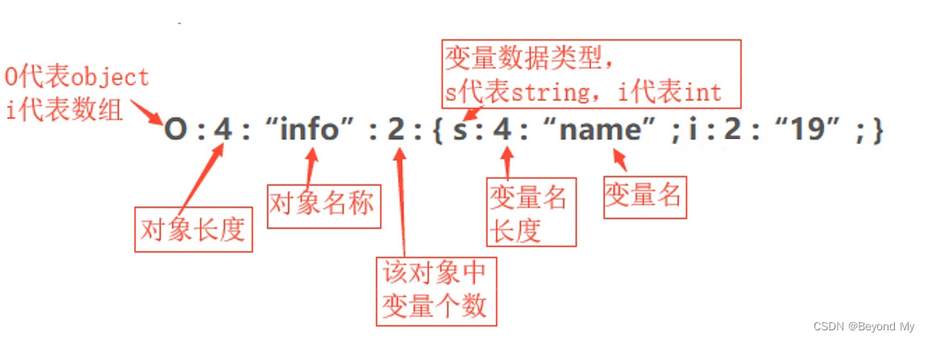 O代表object
i代表数组
变量数据类型，
s代表string，i代表int
O : 4 : “info” : 2 : { s : 4 : “name” ; i : 2 : “19” ; }
对象长度
对象名称
变量名
长度
变量名
该对象中
变量个数
CSDN @Beyond My